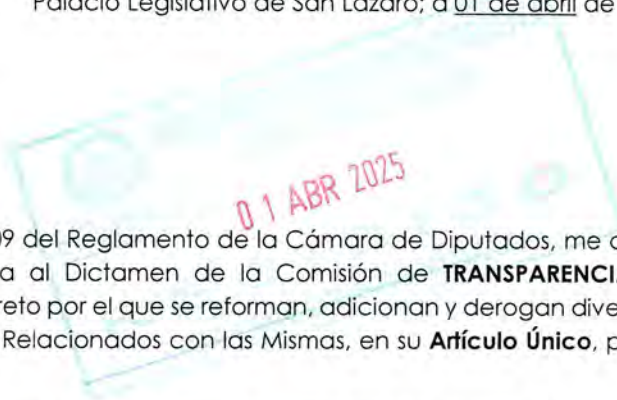 Palacio Legislativo de San Lázaro; a 01 de abril de
01 ABR 2025
09 del Reglamento de la Cámara de Diputados, me
a al Dictamen de la Comisión de TRANSPARENCI
reto por el que se reforman, adicionan y derogan dive
Relacionados con las Mismas, en su Artículo Único, p